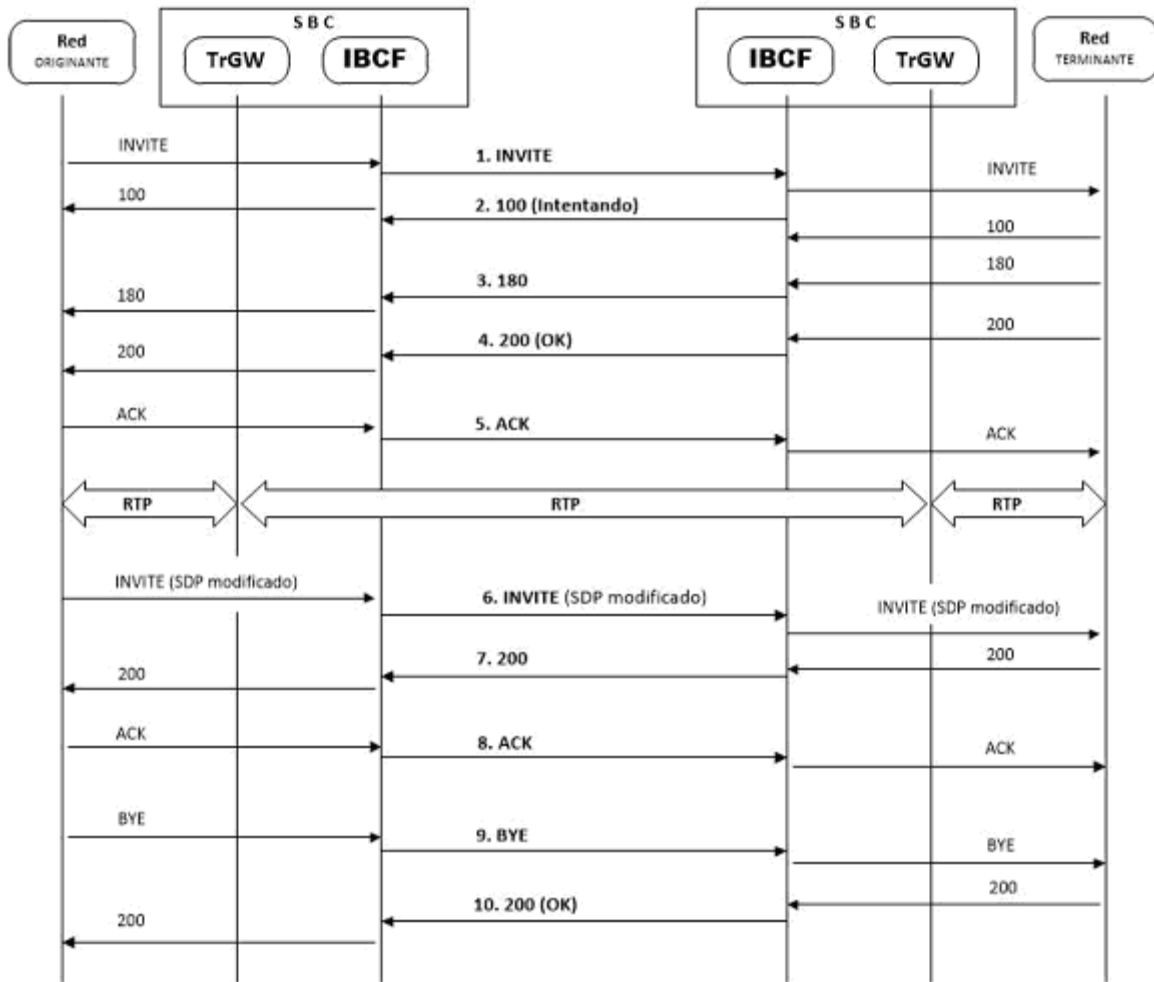 S B C
S B C
Red
ORIGINANTE
TrGW
IBCF
IBCF
TrGW
Red
TERMINANTE
INVITE
1. INVITE
INVITE
100
2. 100 (Intentando)
100
180
3. 180
180
200
4. 200 (OK)
200
ACK
5. ACK
ACK
RTP
RTP
RTP
INVITE (SDP modificado)
6. INVITE (SDP modificado)
INVITE (SDP modificado)
200
7. 200
200
ACK
8. ACK
ACK
BYE
9. BYE
BYE
200
10. 200 (OK)
200